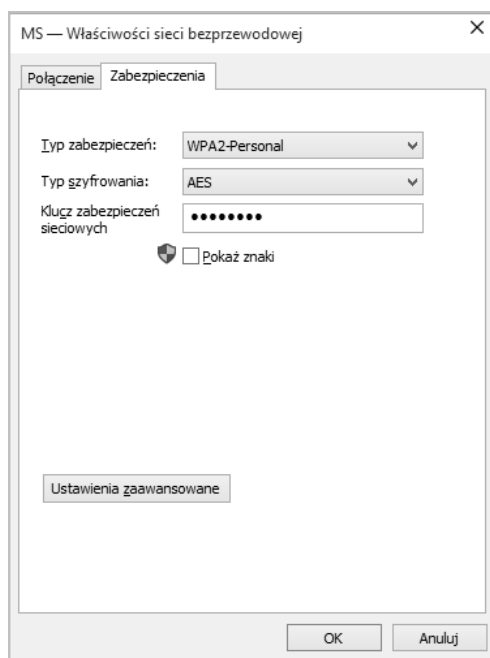 MS — Właściwości sieci bezprzewodowej
Połączenie Zabezpieczenia
Typ zabezpieczeń: WPA2-Personal
Typ szyfrowania: AES
Klucz zabezpieczeń
sieciowych ●●●●●●●●
Pokaż znaki
Ustawienia zaawansowane
OK Anuluj